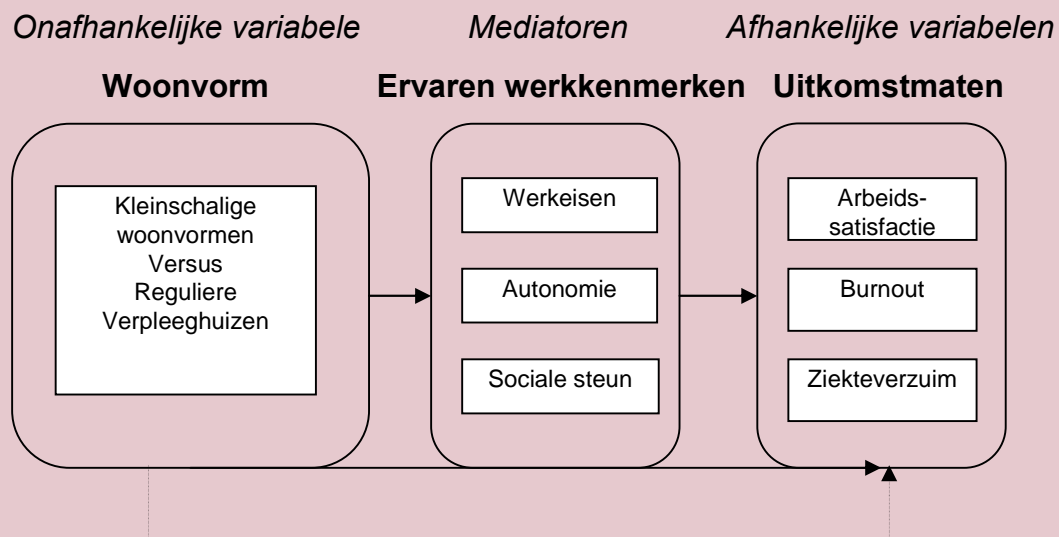 Onafhankelijke variabele
Mediatoren
Afhankelijke variabelen
Woonvorm
Ervaren werkkenmerken
Uitkomstmaten
Kleinschalige
woonvormen
Versus
Reguliere
Verpleeghuizen
Werkeisen
Autonomie
Sociale steun
Arbeids-
satisfactie
Burnout
Ziekteverzuim